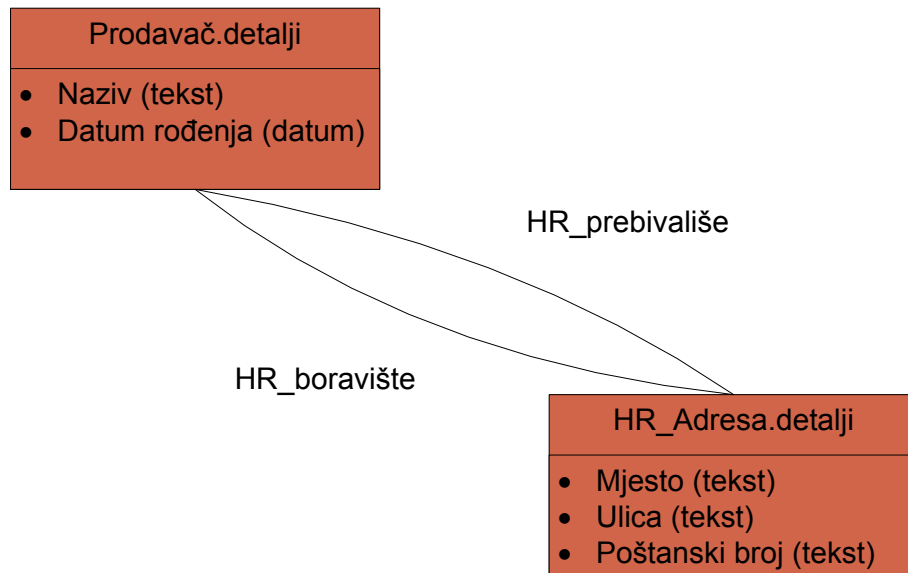 Prodavač.detalji
• Naziv (tekst)
• Datum rođenja (datum)
HR_prebivališe
HR_boravište
HR_Adresa.detalji
• Mjesto (tekst)
• Ulica (tekst)
• Poštanski broj (tekst)